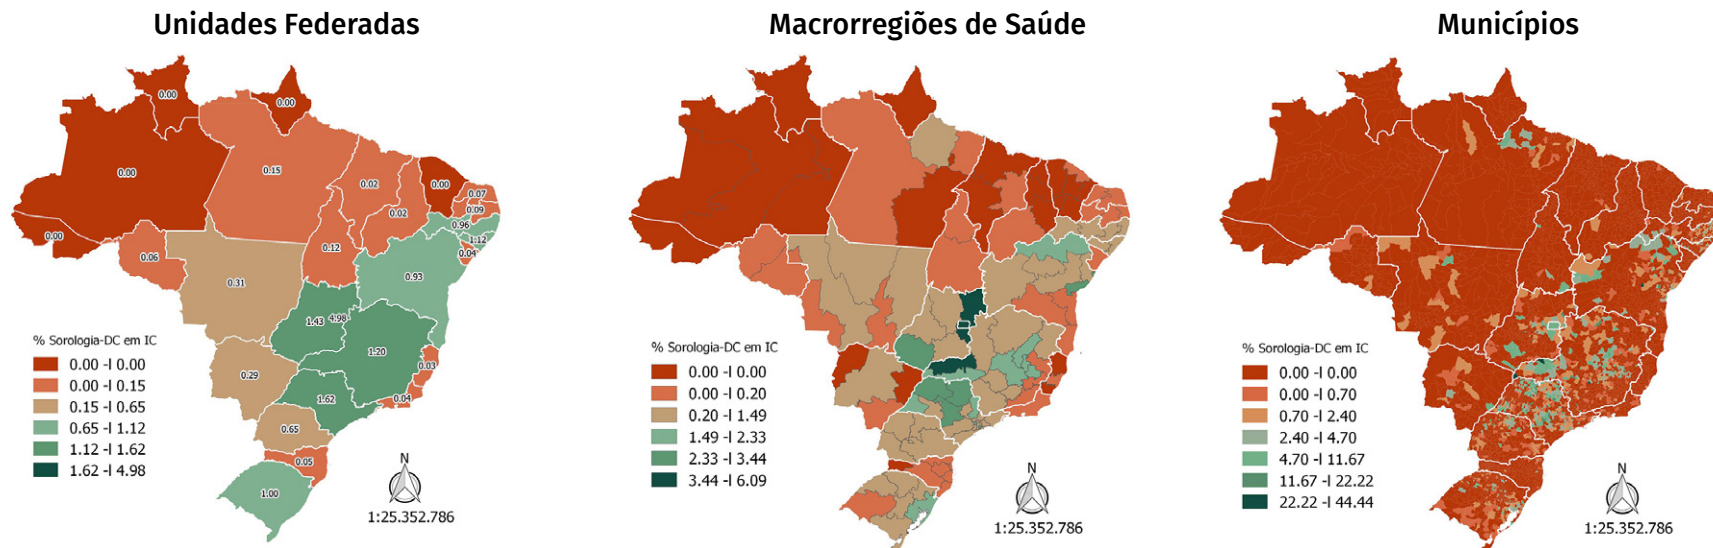 Unidades Federadas
0.00
0.00
0.00
0.15
0.02
0.00
0.07
0.09
0.02
0.96
1.12
0.04
0.00
0.06
0.12
0.93
0.31
1.43
4.98
1.20
0.29
0.03
1.62
0.04
0.65
0.05
1.00
% Sorologia-DC em IC
0.00 -I 0.00
0.00 -I 0.15
0.15 -I 0.65
0.65 -I 1.12
1.12 -I 1.62
1.62 -I 4.98
N
1:25.352.786
Macrorregiões de Saúde
% Sorologia-DC em IC
0.00 -I 0.00
0.00 -I 0.20
0.20 -I 1.49
1.49 -I 2.33
2.33 -I 3.44
3.44 -I 6.09
N
1:25.352.786
Municípios
% Sorologia-DC em IC
0.00 -I 0.00
0.00 -I 0.70
0.70 -I 2.40
2.40 -I 4.70
4.70 -I 11.67
11.67 -I 22.22
22.22 -I 44.44
N
1:25.352.786